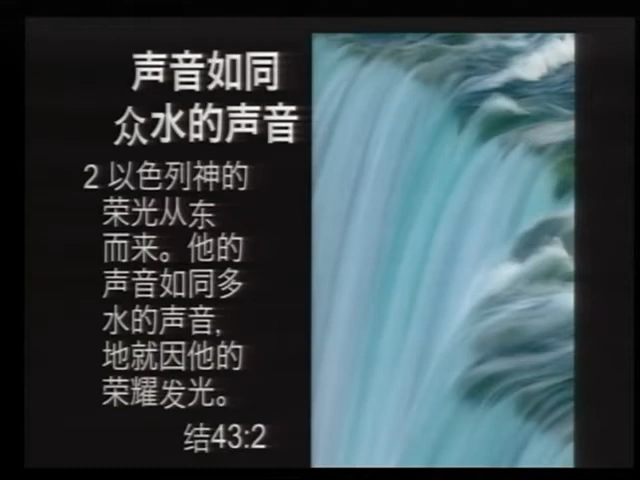 声音如同
众水的声音
2 以色列神的
荣光从东
而来。他的
声音如同多
水的声音,
地就因他的
荣耀发光。
结43:2